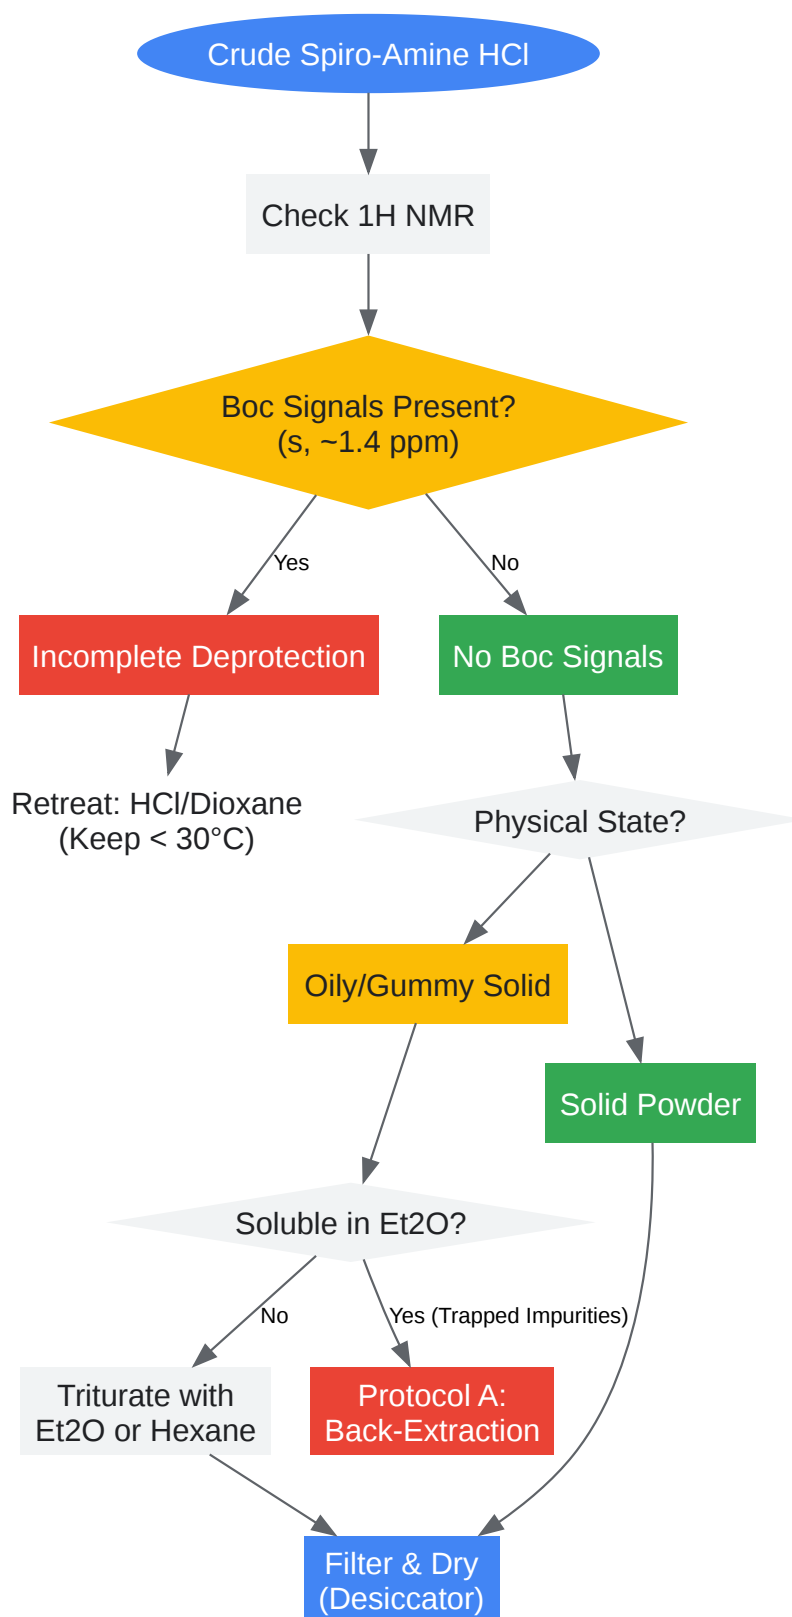 Crude Spiro-Amine HCl
Check 1H NMR
Boc Signals Present?
(s, ~1.4 ppm)
Yes
No
Incomplete Deprotection
No Boc Signals
Retreat: HCl/Dioxane
(Keep < 30°C)
Physical State?
Oily/Gummy Solid
Solid Powder
Soluble in Et2O?
No
Yes (Trapped Impurities)
Triturate with
Et2O or Hexane
Protocol A:
Back-Extraction
Filter & Dry
(Desiccator)